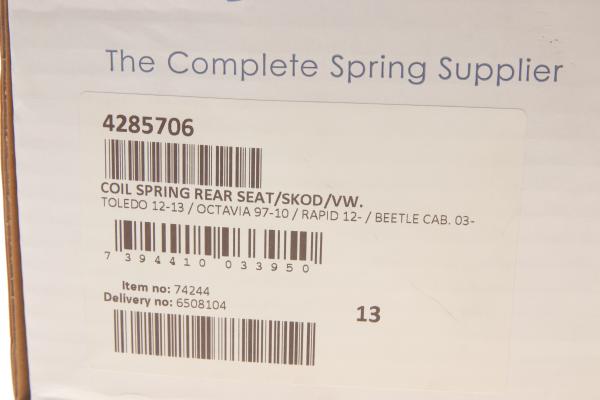 The Complete Spring Supplier
4285706
COIL SPRING REAR SEAT/SKOD/VW.
TOLEDO 12-13 / OCTAVIA 97-10 / RAPID 12- / BEETLE CAB. 03-
7 394410 033950
Item no: 74244
Delivery no: 6508104
13